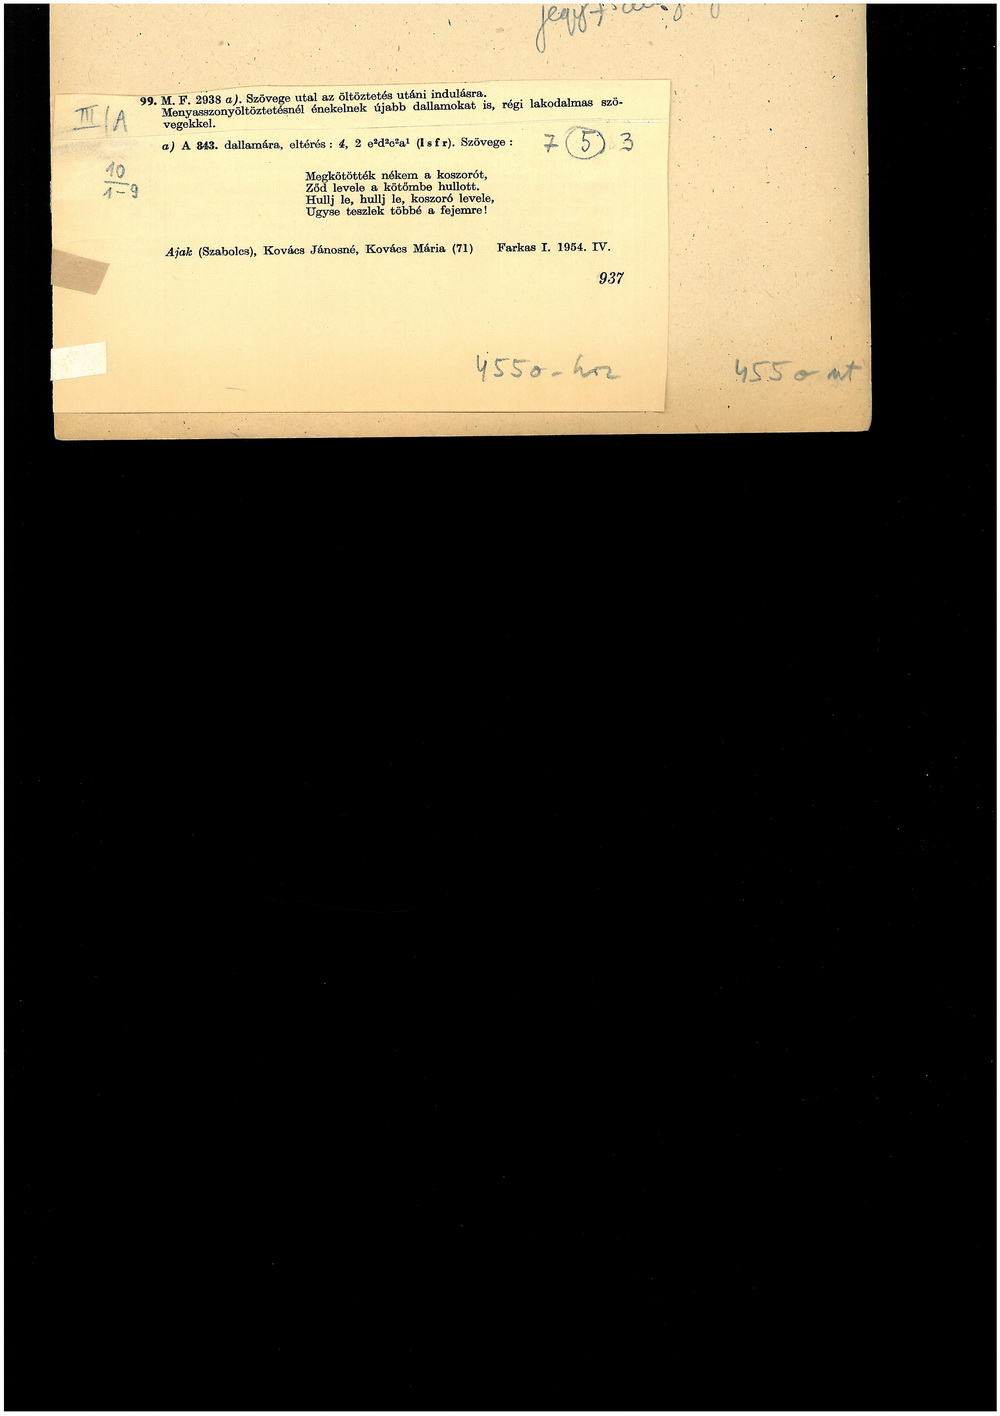 99. M. F. 2938 a). Szövege utal az öltöztetés utáni indulásra.
Menyasszonyöltöztetésnél énekelnek újabb dallamokat is, régi lakodalmas szö-
vegekkel.
III/A
a) A 843. dallamára, eltérés : 4, 2 e²d²c²a¹ (l s f r). Szövege :
7 (5) 3
10
1-9
Megkötötték nékem a koszorót,
Ződ levele a kötőmbe hullott.
Hullj le, hullj le, koszoró levele,
Ugyse teszlek többé a fejemre!
Ajak (Szabolcs), Kovács Jánosné, Kovács Mária (71) Farkas I. 1954. IV.
937
4550-hoz
4550 ut